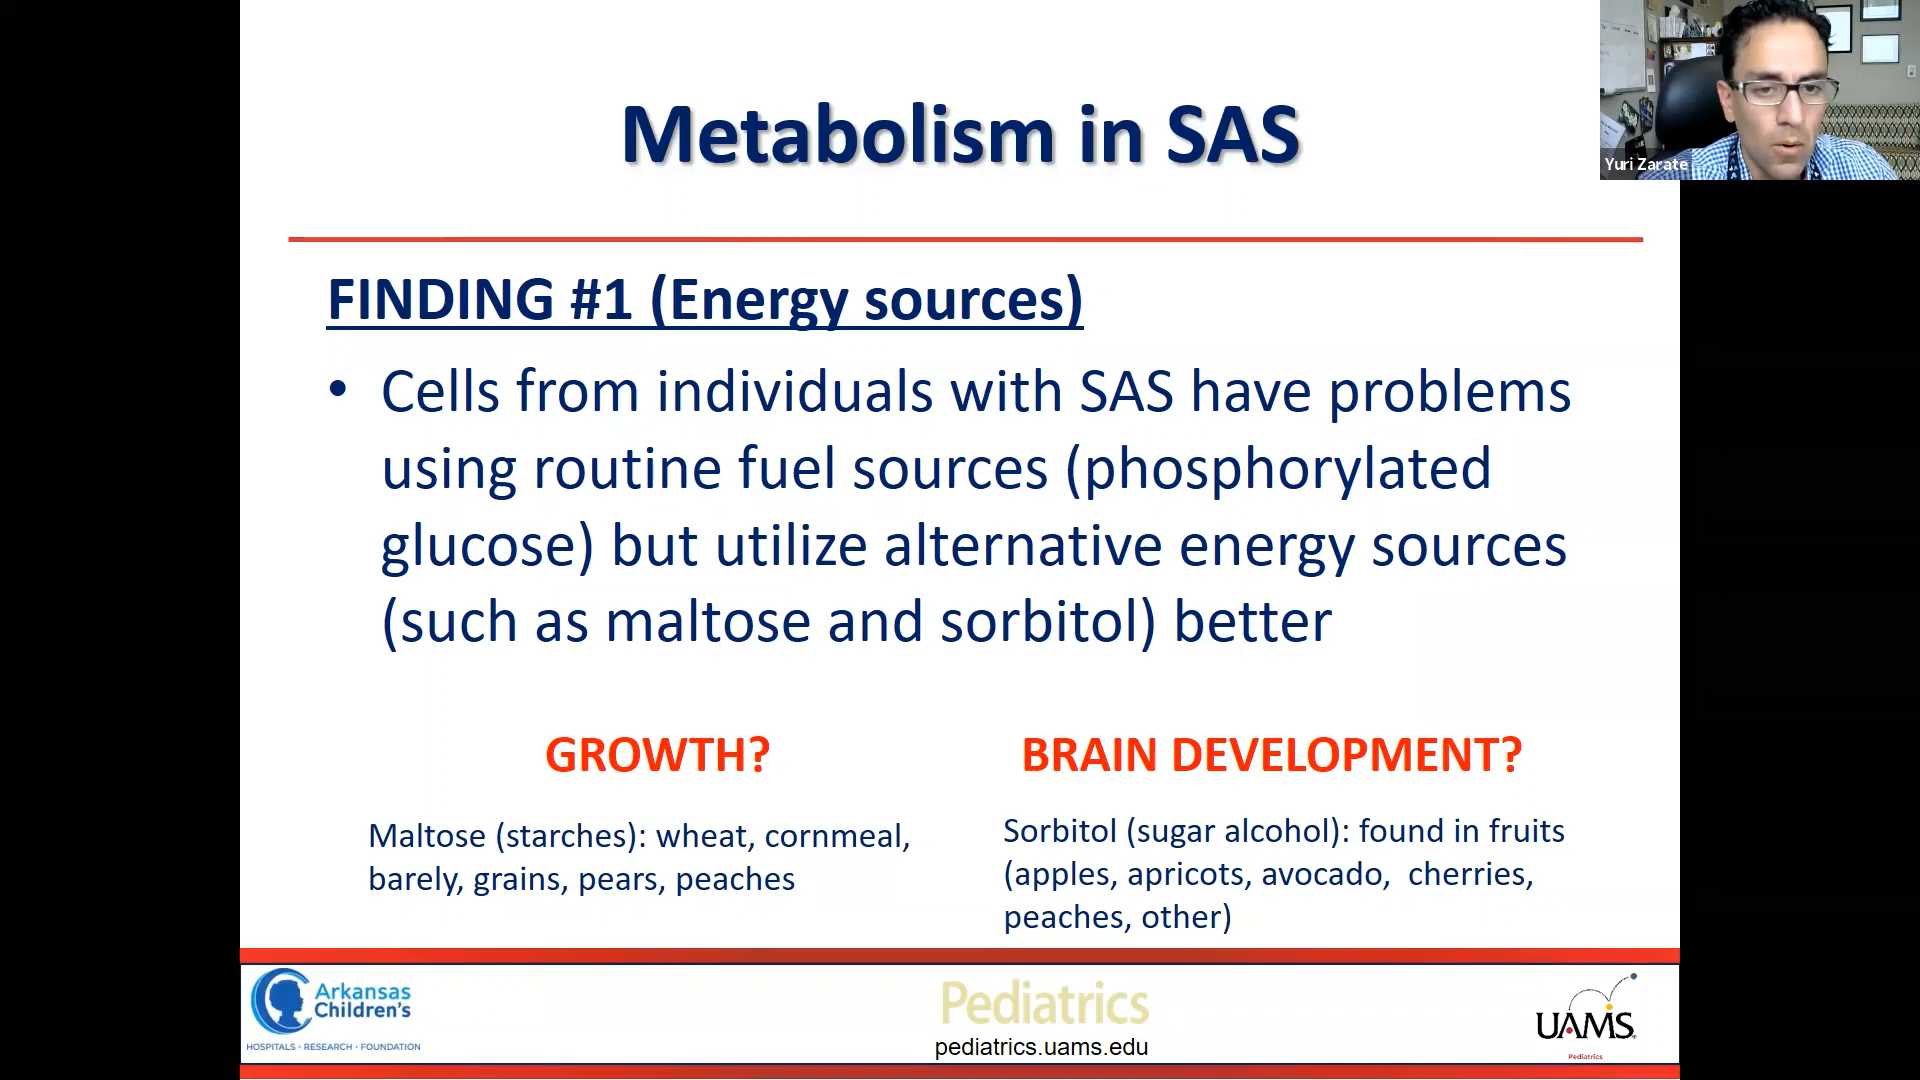 Metabolism in SAS
Yuri Zarate
FINDING #1 (Energy sources)
• Cells from individuals with SAS have problems
using routine fuel sources (phosphorylated
glucose) but utilize alternative energy sources
(such as maltose and sorbitol) better
GROWTH?
Maltose (starches): wheat, cornmeal,
barely, grains, pears, peaches
BRAIN DEVELOPMENT?
Sorbitol (sugar alcohol): found in fruits
(apples, apricots, avocado,  cherries,
peaches, other)
Arkansas
Children's
HOSPITALS • RESEARCH • FOUNDATION
Pediatrics
pediatrics.uams.edu
UAMS
Pediatrics